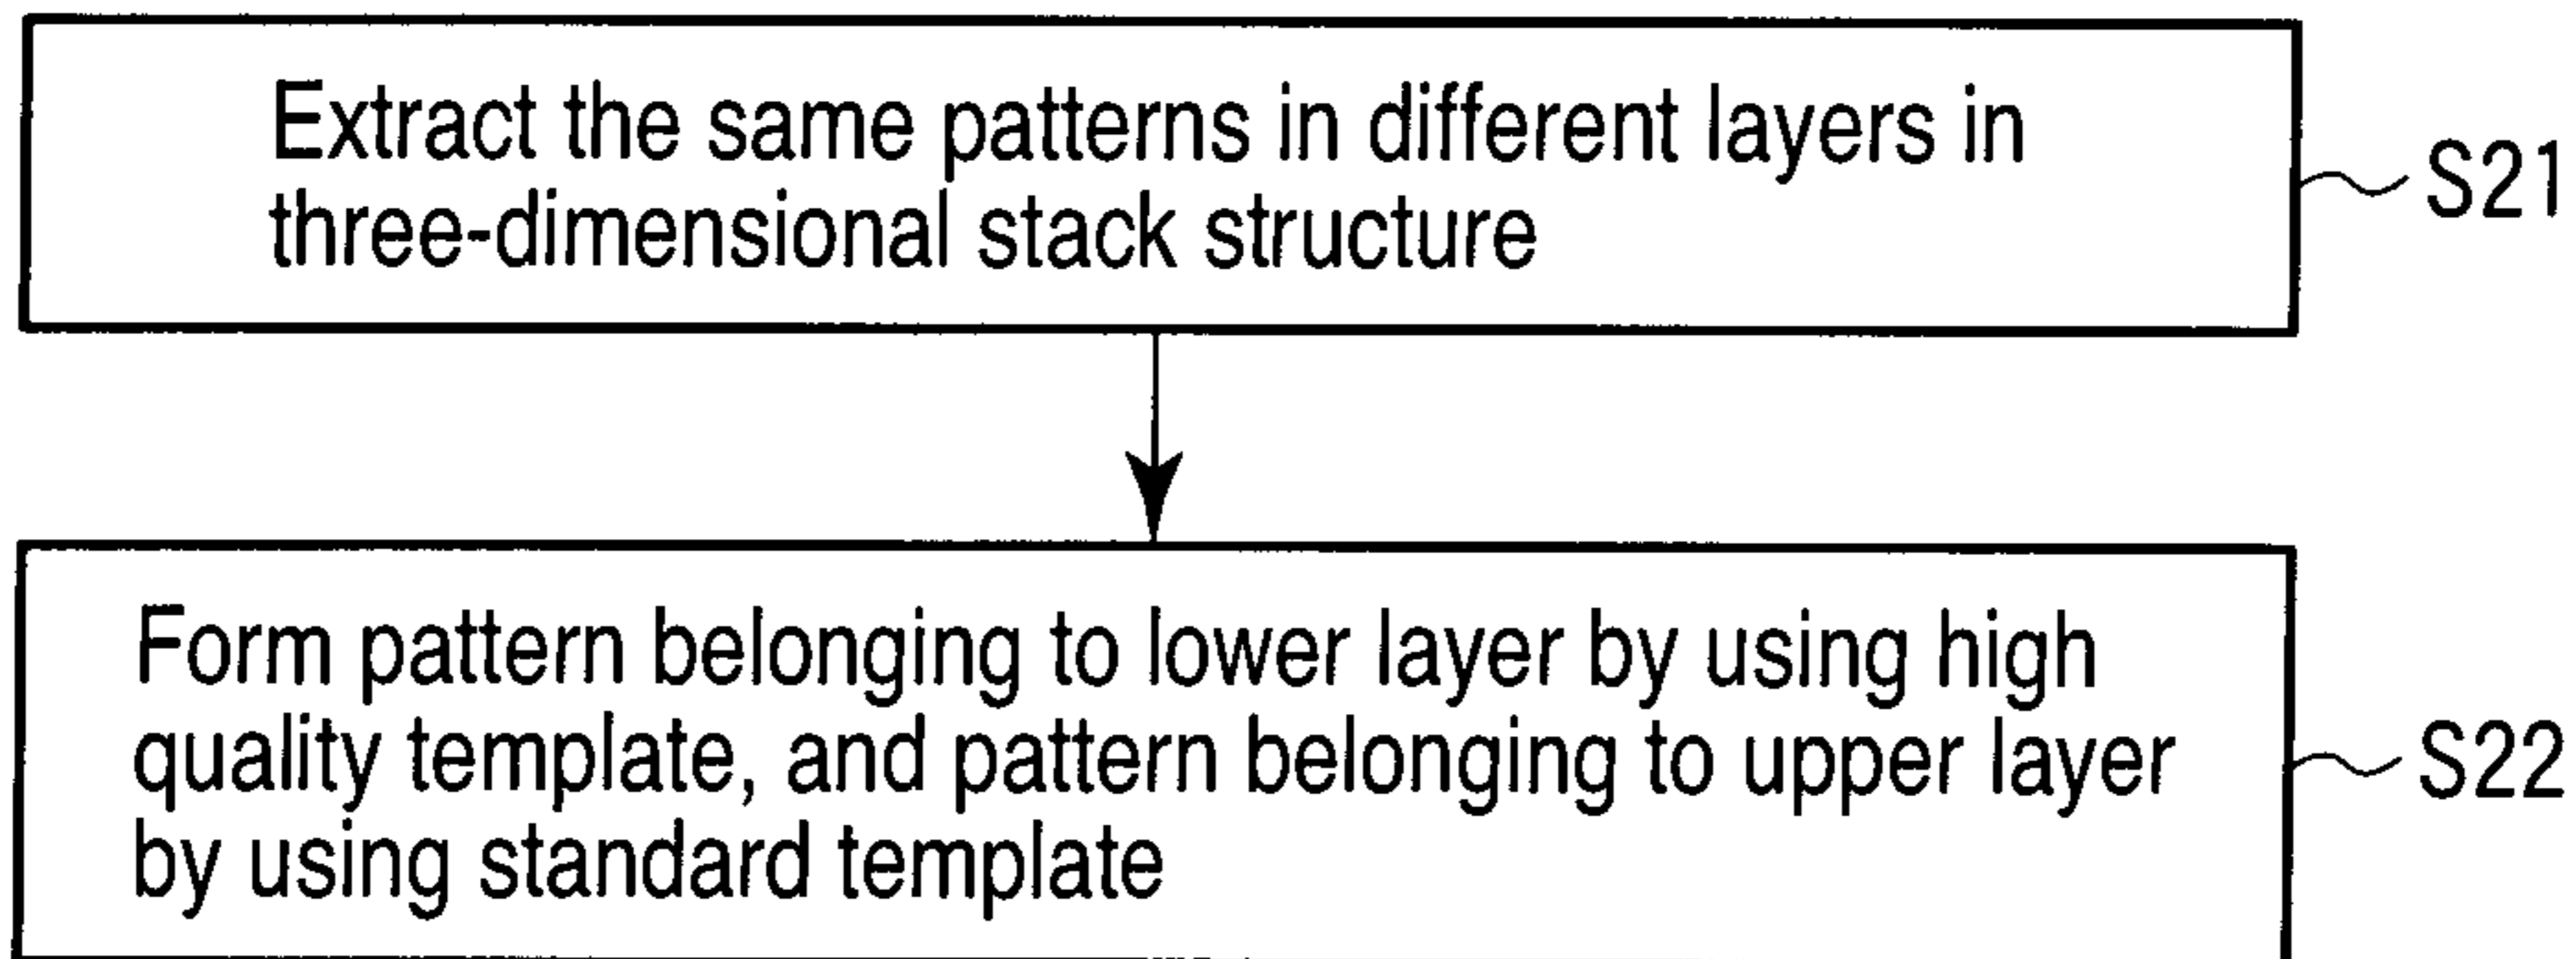 Extract the same patterns in different layers in
three-dimensional stack structure
S21
Form pattern belonging to lower layer by using high
quality template, and pattern belonging to upper layer
by using standard template
S22